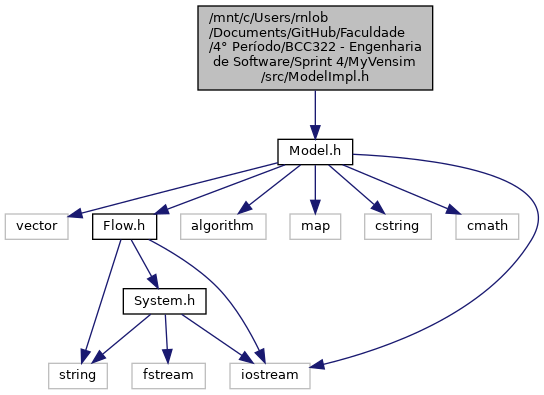 /mnt/c/Users/rnlob
/Documents/GitHub/Faculdade
/4° Período/BCC322 - Engenharia
de Software/Sprint 4/MyVensim
/src/ModelImpl.h
Model.h
vector
Flow.h
algorithm
map
cstring
cmath
System.h
string
fstream
iostream